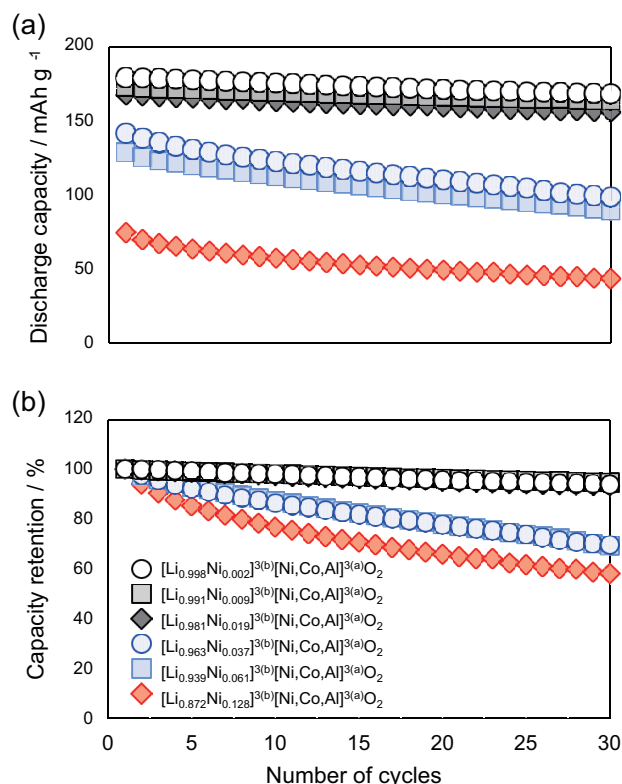 (a)
200
150
100
50
0
Discharge capacity / mAh g⁻¹
(b)
120
100
80
60
40
20
0
Capacity retention / %
[Li₀.₉₉₈Ni₀.₀₀₂]³⁽ᵇ⁾[Ni,Co,Al]³⁽ᵃ⁾O₂
[Li₀.₉₉₁Ni₀.₀₀₉]³⁽ᵇ⁾[Ni,Co,Al]³⁽ᵃ⁾O₂
[Li₀.₉₈₁Ni₀.₀₁₉]³⁽ᵇ⁾[Ni,Co,Al]³⁽ᵃ⁾O₂
[Li₀.₉₆₃Ni₀.₀₃₇]³⁽ᵇ⁾[Ni,Co,Al]³⁽ᵃ⁾O₂
[Li₀.₉₃₉Ni₀.₀₆₁]³⁽ᵇ⁾[Ni,Co,Al]³⁽ᵃ⁾O₂
[Li₀.₈₇₂Ni₀.₁₂₈]³⁽ᵇ⁾[Ni,Co,Al]³⁽ᵃ⁾O₂
0 5 10 15 20 25 30
Number of cycles